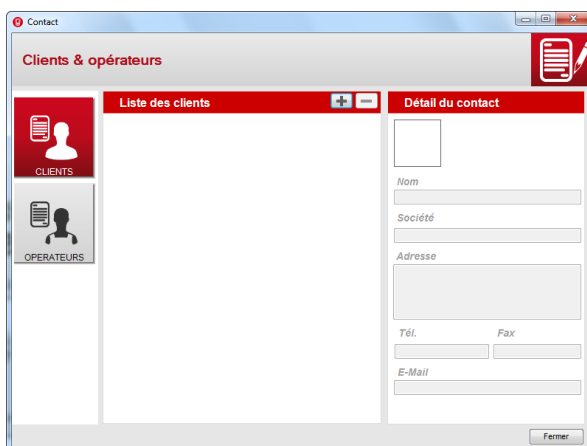 Contact
Clients & opérateurs
Liste des clients
Détail du contact
CLIENTS
OPERATEURS
Nom
Société
Adresse
Tél. Fax
E-Mail
Fermer